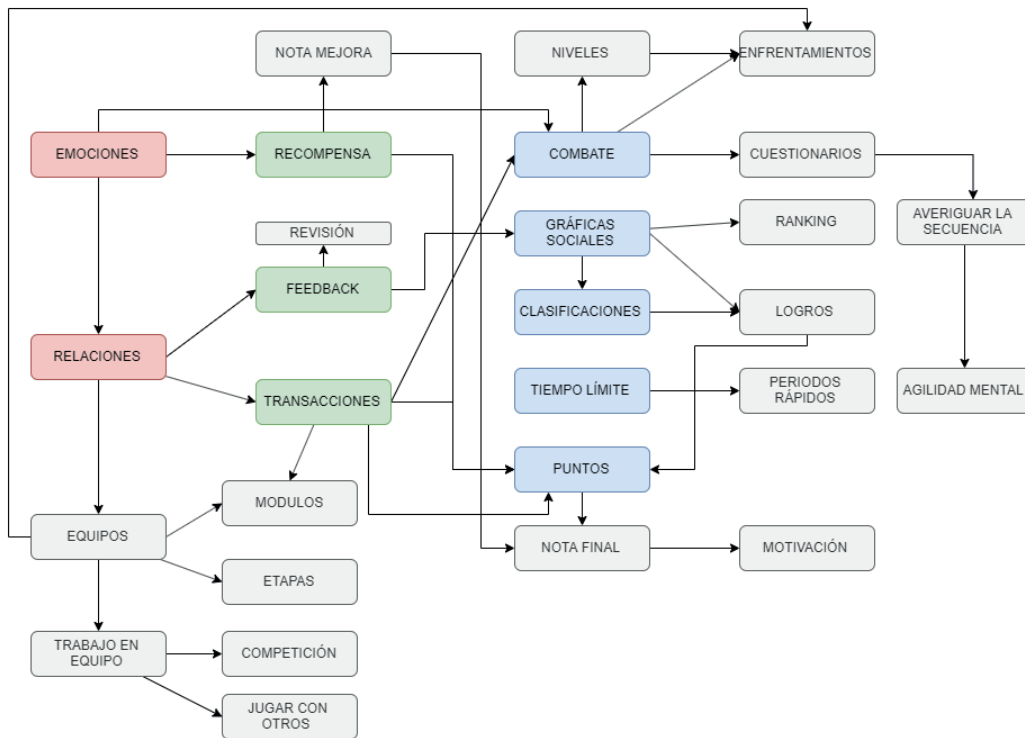 NOTA MEJORA
NIVELES
ENFRENTAMIENTOS
EMOCIONES
RECOMPENSA
COMBATE
CUESTIONARIOS
REVISIÓN
GRÁFICAS
SOCIALES
RANKING
AVERIGUAR LA
SECUENCIA
FEEDBACK
CLASIFICACIONES
LOGROS
RELACIONES
TRANSACCIONES
TIEMPO LÍMITE
PERIODOS
RÁPIDOS
AGILIDAD MENTAL
PUNTOS
MODULOS
EQUIPOS
NOTA FINAL
MOTIVACIÓN
ETAPAS
TRABAJO EN
EQUIPO
COMPETICIÓN
JUGAR CON
OTROS